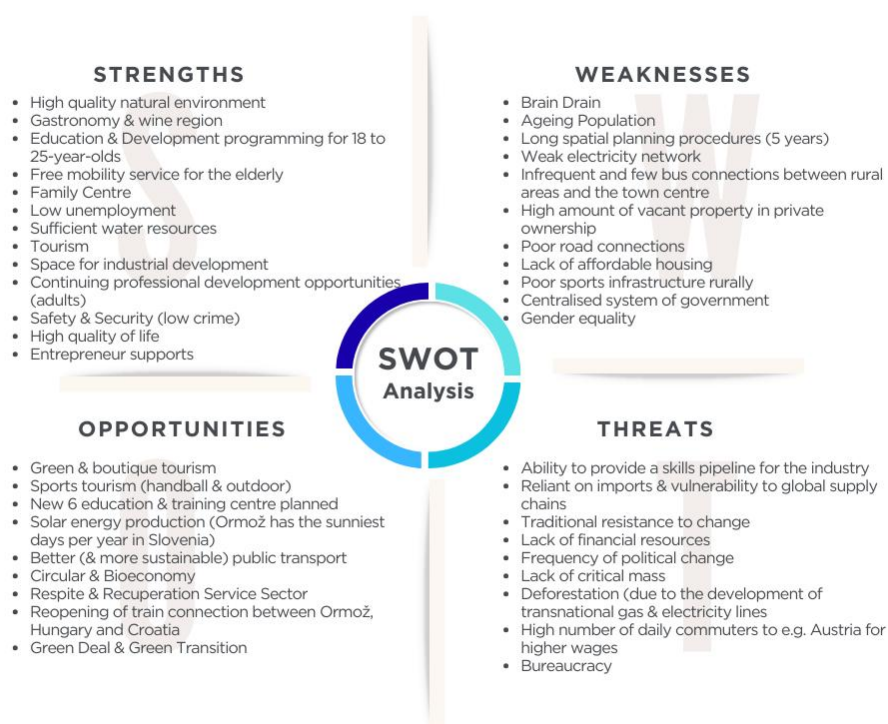 STRENGTHS
• High quality natural environment
• Gastronomy & wine region
• Education & Development programming for 18 to
25-year-olds
• Free mobility service for the elderly
• Family Centre
• Low unemployment
• Sufficient water resources
• Tourism
• Space for industrial development
• Continuing professional development opportunities
(adults)
• Safety & Security (low crime)
• High quality of life
• Entrepreneur supports
WEAKNESSES
• Brain Drain
• Ageing Population
• Long spatial planning procedures (5 years)
• Weak electricity network
• Infrequent and few bus connections between rural
areas and the town centre
• High amount of vacant property in private
ownership
• Poor road connections
• Lack of affordable housing
• Poor sports infrastructure rurally
• Centralised system of government
• Gender equality
SWOT
Analysis
OPPORTUNITIES
• Green & boutique tourism
• Sports tourism (handball & outdoor)
• New 6 education & training centre planned
• Solar energy production (Ormož has the sunniest
days per year in Slovenia)
• Better (& more sustainable) public transport
• Circular & Bioeconomy
• Respite & Recuperation Service Sector
• Reopening of train connection between Ormož,
Hungary and Croatia
• Green Deal & Green Transition
THREATS
• Ability to provide a skills pipeline for the industry
• Reliant on imports & vulnerability to global supply
chains
• Traditional resistance to change
• Lack of financial resources
• Frequency of political change
• Lack of critical mass
• Deforestation (due to the development of
transnational gas & electricity lines
• High number of daily commuters to e.g. Austria for
higher wages
• Bureaucracy
S
W
O
T